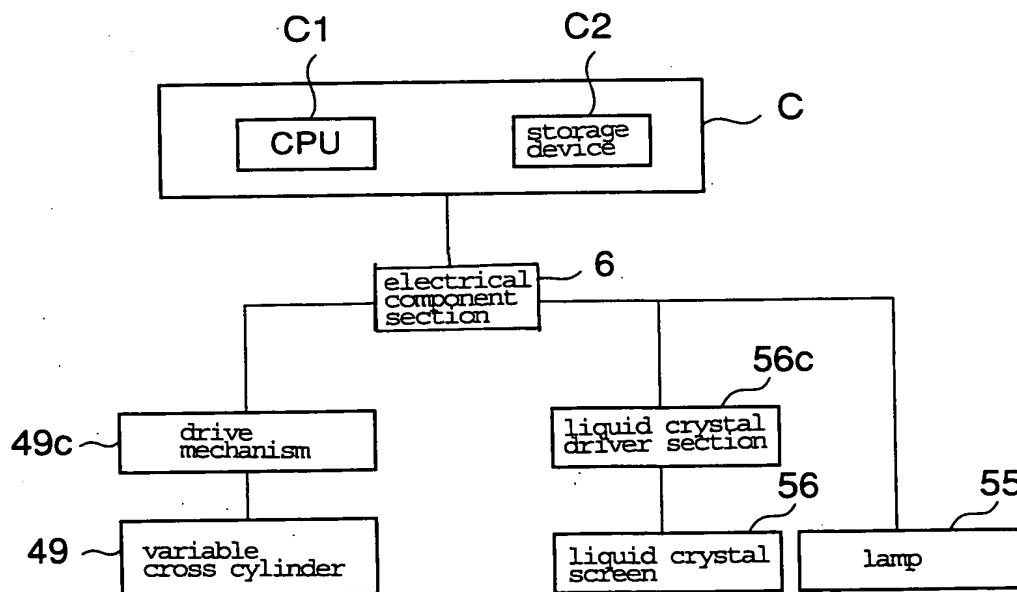 C1
C2
C
CPU
storage
device
6
electrical
component
section
56c
49c
drive
mechanism
liquid crystal
driver section
56
55
49
variable
cross cylinder
liquid crystal
screen
lamp